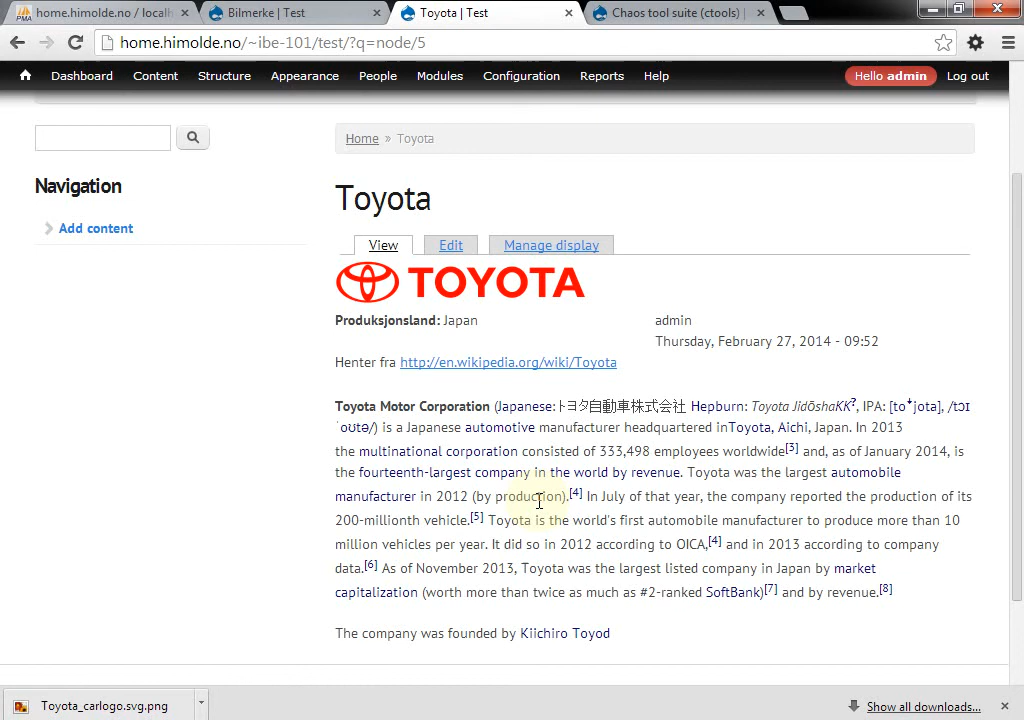 home.himolde.no / localh
Bilmerke | Test
Toyota | Test
Chaos tool suite (ctools) |
home.himolde.no/~ibe-101/test/?q=node/5
Dashboard Content Structure Appearance People Modules Configuration Reports Help Hello admin Log out
Home » Toyota
Navigation
Add content
Toyota
View Edit Manage display
TOYOTA
Produksjonsland: Japan
admin
Thursday, February 27, 2014 - 09:52
Henter fra http://en.wikipedia.org/wiki/Toyota
Toyota Motor Corporation (Japanese: トヨタ自動車株式会社 Hepburn: Toyota JidōshaKK?, IPA: [toꜜjota], /tɔɪ
ˈoʊtə/) is a Japanese automotive manufacturer headquartered inToyota, Aichi, Japan. In 2013
the multinational corporation consisted of 333,498 employees worldwide[3] and, as of January 2014, is
the fourteenth-largest company in the world by revenue. Toyota was the largest automobile
manufacturer in 2012 (by production).[4] In July of that year, the company reported the production of its
200-millionth vehicle.[5] Toyota is the world's first automobile manufacturer to produce more than 10
million vehicles per year. It did so in 2012 according to OICA,[4] and in 2013 according to company
data.[6] As of November 2013, Toyota was the largest listed company in Japan by market
capitalization (worth more than twice as much as #2-ranked SoftBank)[7] and by revenue.[8]
The company was founded by Kiichiro Toyod
Toyota_carlogo.svg.png
Show all downloads...